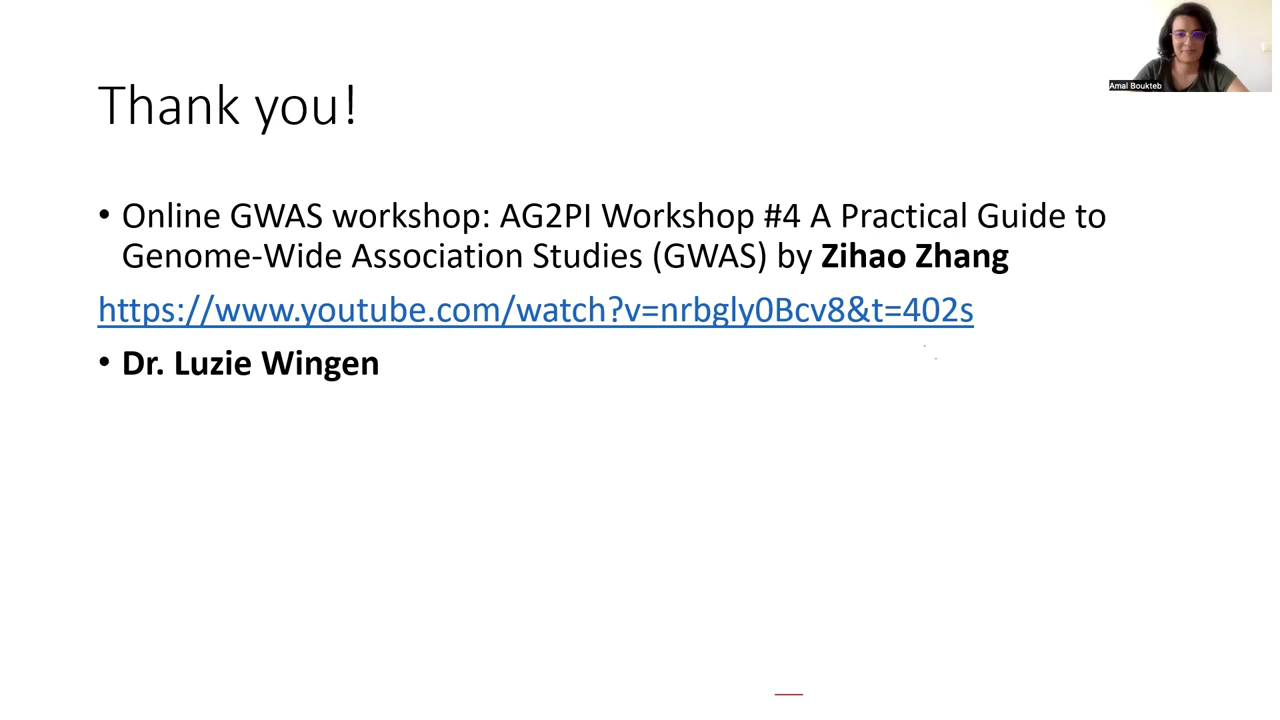 Thank you!
Amal Boukteb
• Online GWAS workshop: AG2PI Workshop #4 A Practical Guide to
Genome-Wide Association Studies (GWAS) by Zihao Zhang
https://www.youtube.com/watch?v=nrbgly0Bcv8&t=402s
• Dr. Luzie Wingen